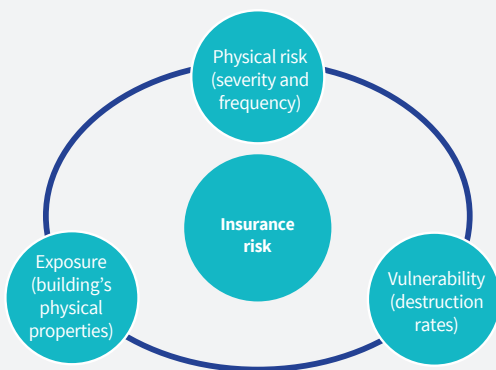 Physical risk
(severity and
frequency)
Insurance
risk
Exposure
(building’s
physical
properties)
Vulnerability
(destruction
rates)